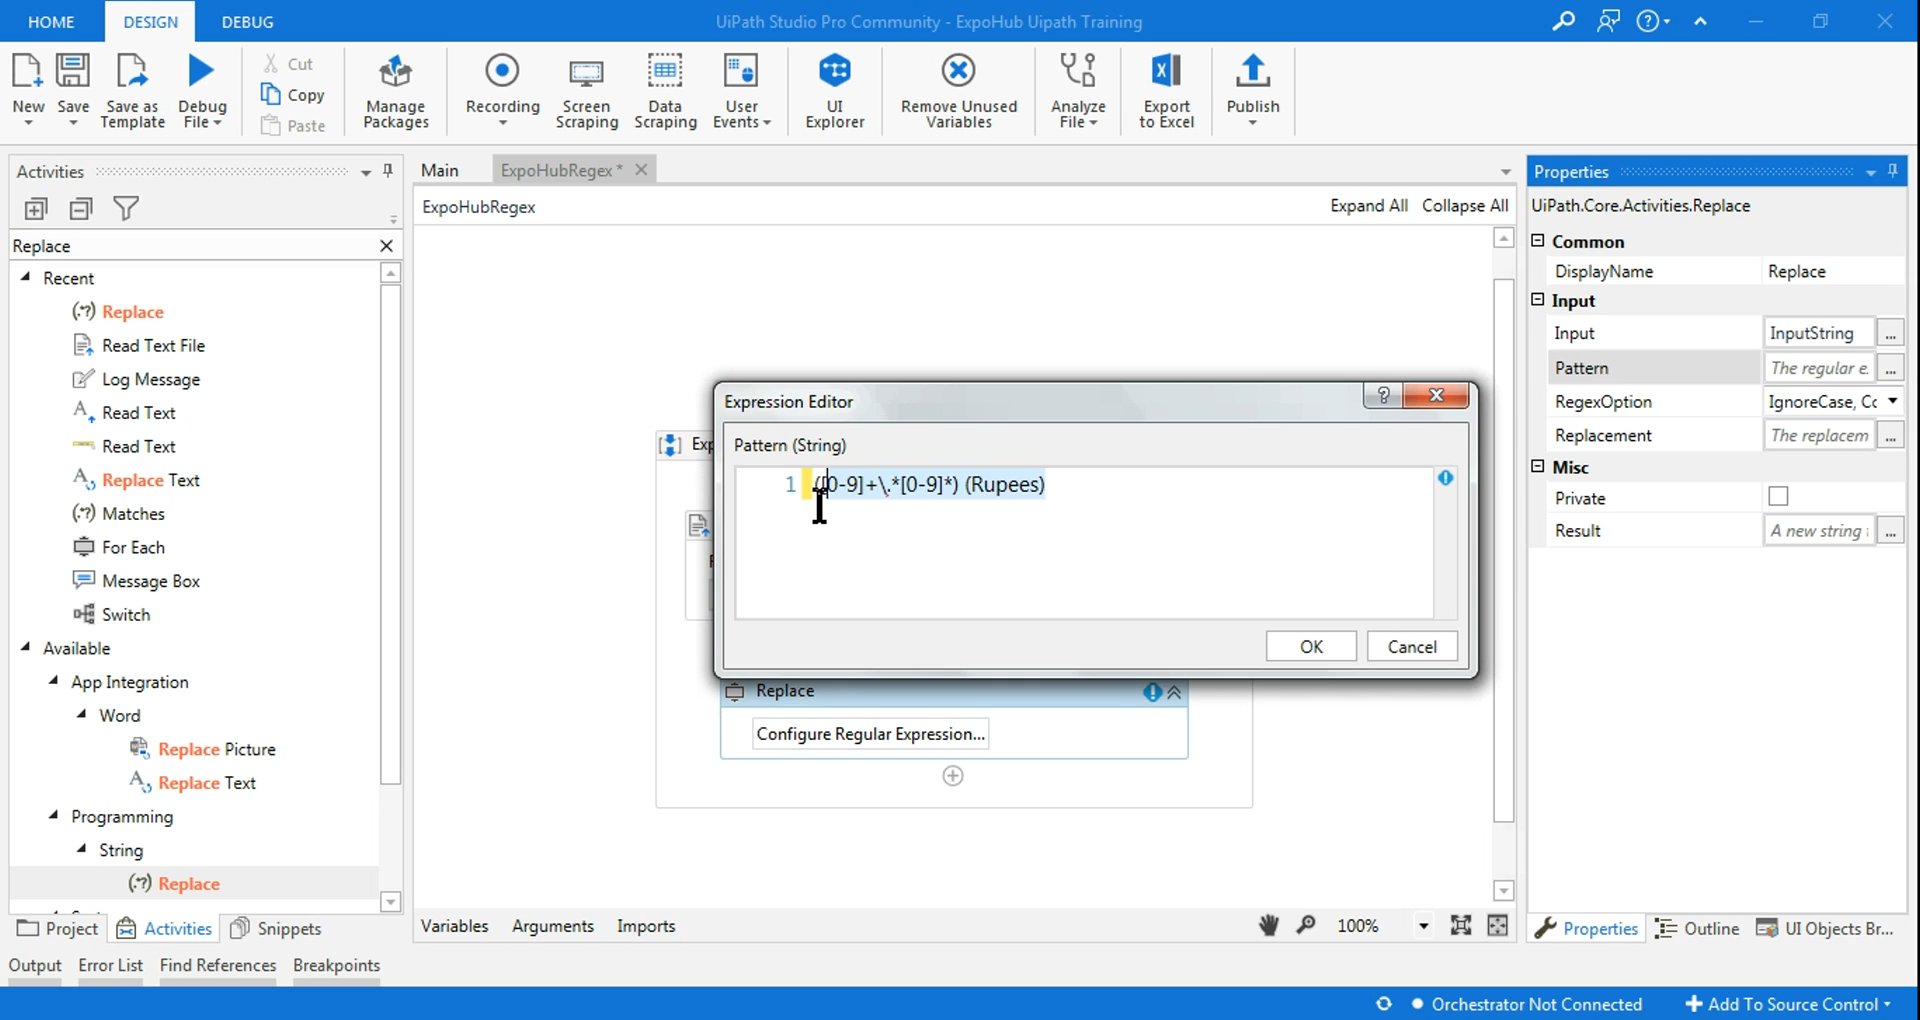 HOME DESIGN DEBUG UiPath Studio Pro Community - ExpoHub Uipath Training
New Save Save as Template Debug File
Cut
Copy
Paste
Manage Packages
Recording Screen Scraping Data Scraping User Events
UI Explorer
Remove Unused Variables
Analyze File
Export to Excel
Publish
Activities
Replace
Recent
Replace
Read Text File
Log Message
Read Text
Read Text
Replace Text
Matches
For Each
Message Box
Switch
Available
App Integration
Word
Replace Picture
Replace Text
Programming
String
Replace
Project Activities Snippets
Main ExpoHubRegex *
ExpoHubRegex Expand All Collapse All
Exp
Expression Editor
Pattern (String)
1 ([0-9]+\.*[0-9]*) (Rupees)
OK Cancel
Replace
Configure Regular Expression...
Variables Arguments Imports 100%
Properties
UiPath.Core.Activities.Replace
Common
DisplayName Replace
Input
Input InputString ...
Pattern The regular e. ...
RegexOption IgnoreCase, Cc
Replacement The replacem ...
Misc
Private
Result A new string ...
Properties Outline UI Objects Br...
Output Error List Find References Breakpoints
Orchestrator Not Connected Add To Source Control